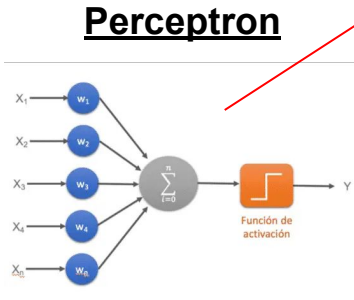 Perceptron
X₁ w₁
X₂ w₂
X₃ w₃
X₄ w₄
Xₙ wₙ
n
∑
i=0
Y
Función de
activación